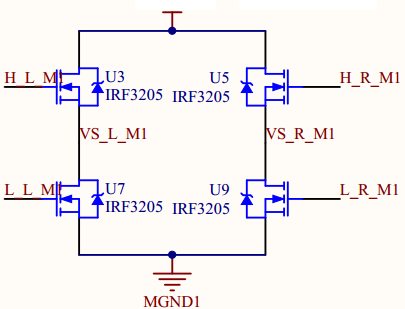 H_L_M1 U3 U5 H_R_M1
IRF3205 IRF3205
VS_L_M1 VS_R_M1
L_L_M1 U7 U9 L_R_M1
IRF3205 IRF3205
MGND1